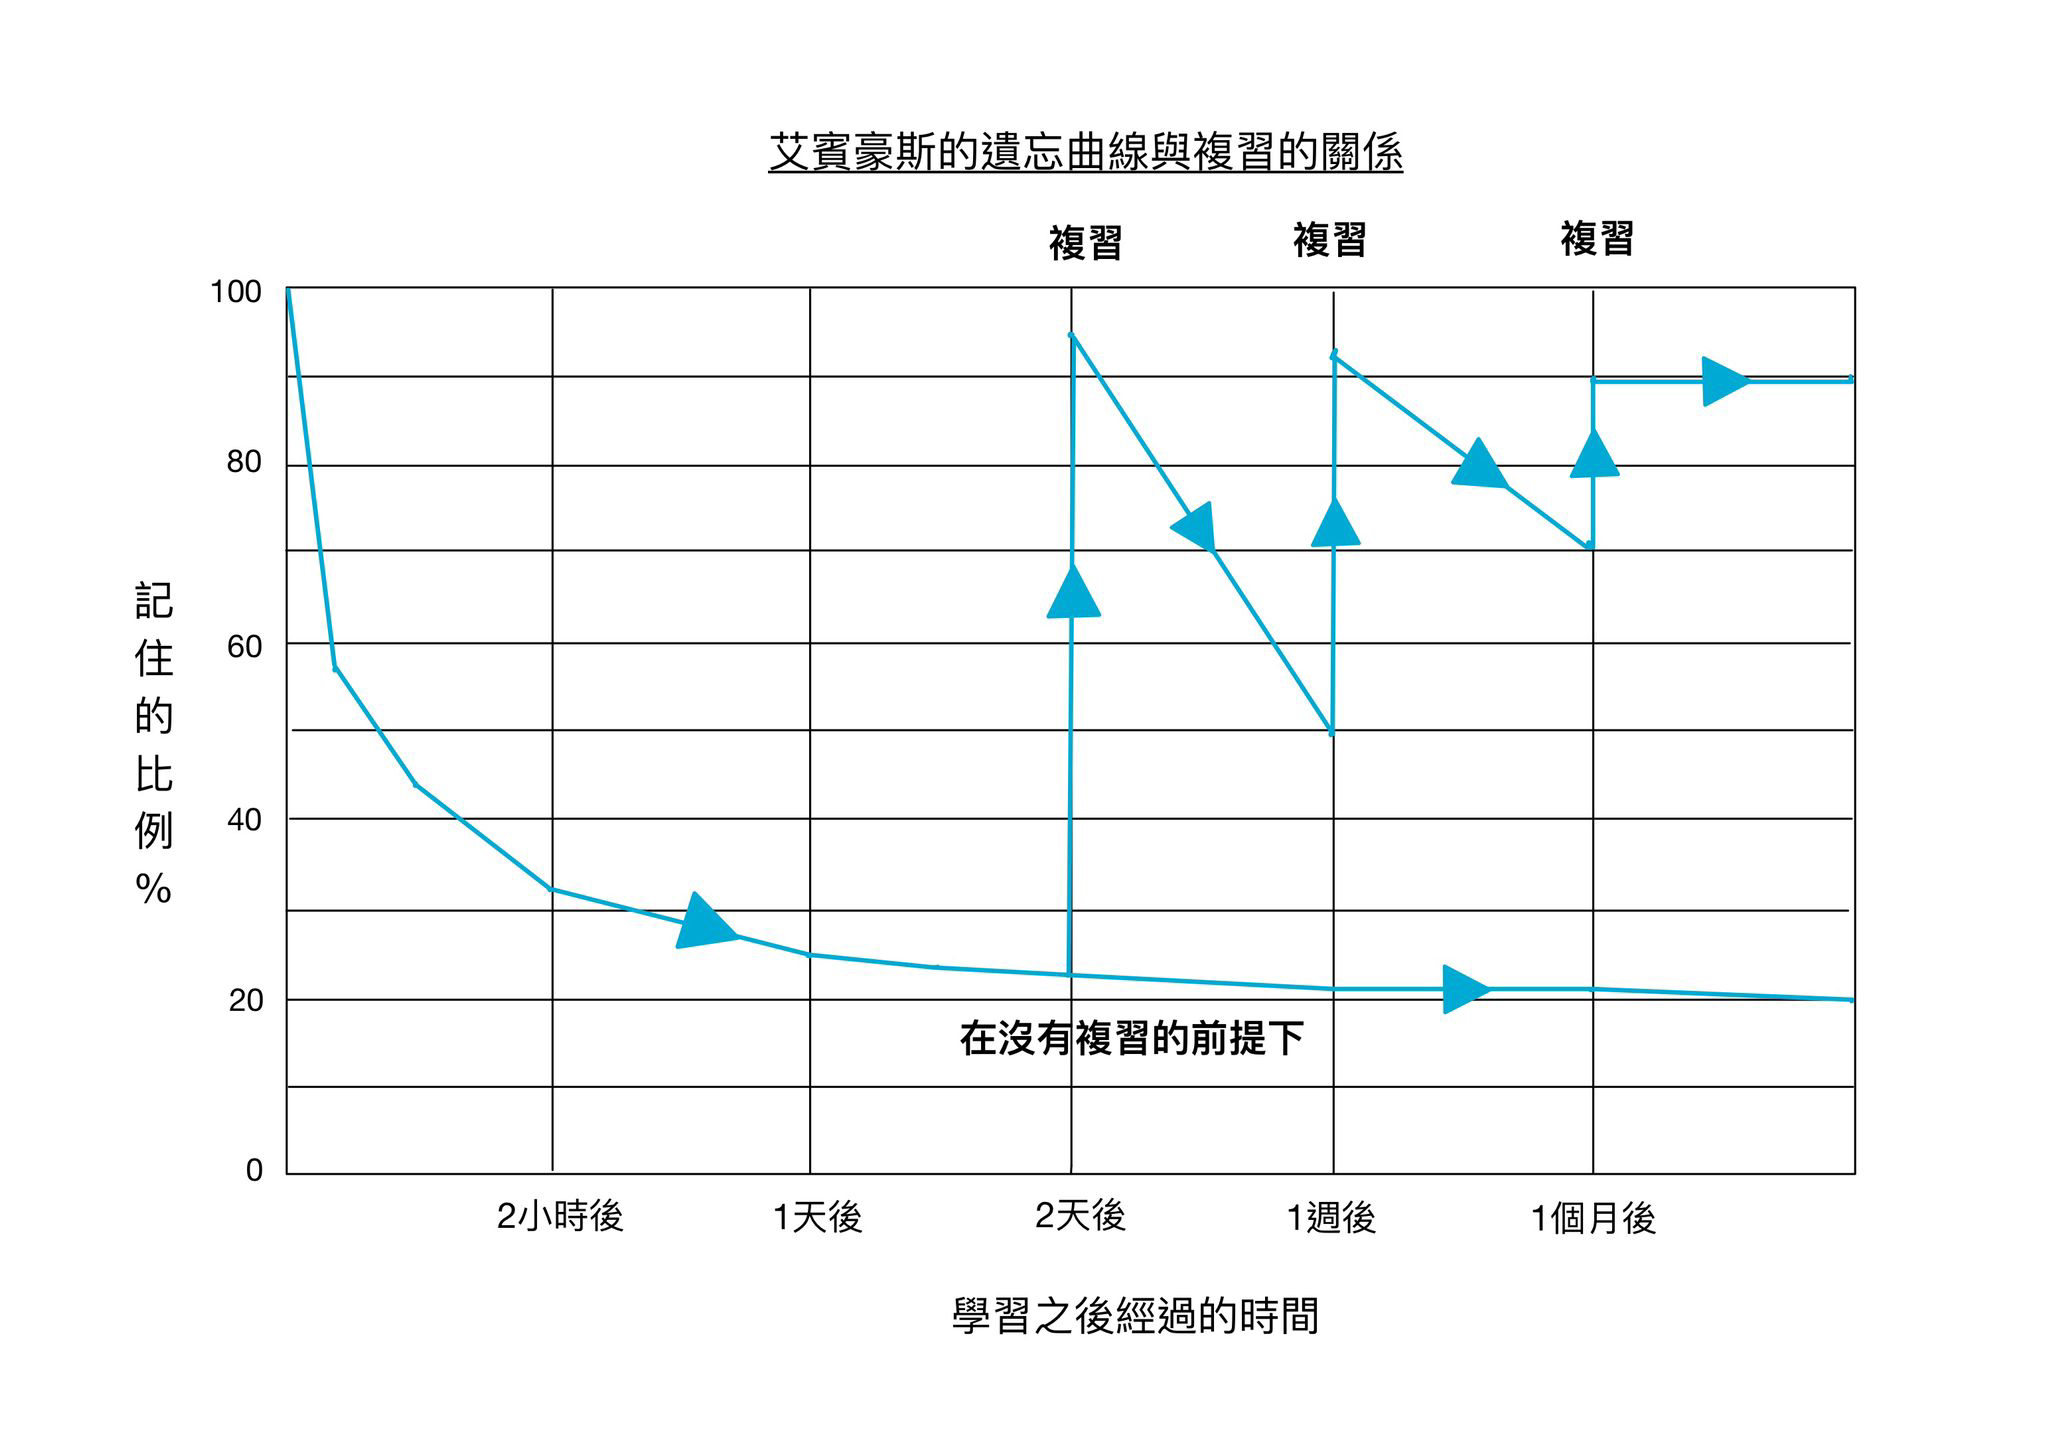 艾賓豪斯的遺忘曲線與複習的關係
複習 複習 複習
100
80
60
40
20
0
記住的比例%
在沒有複習的前提下
2小時後 1天後 2天後 1週後 1個月後
學習之後經過的時間